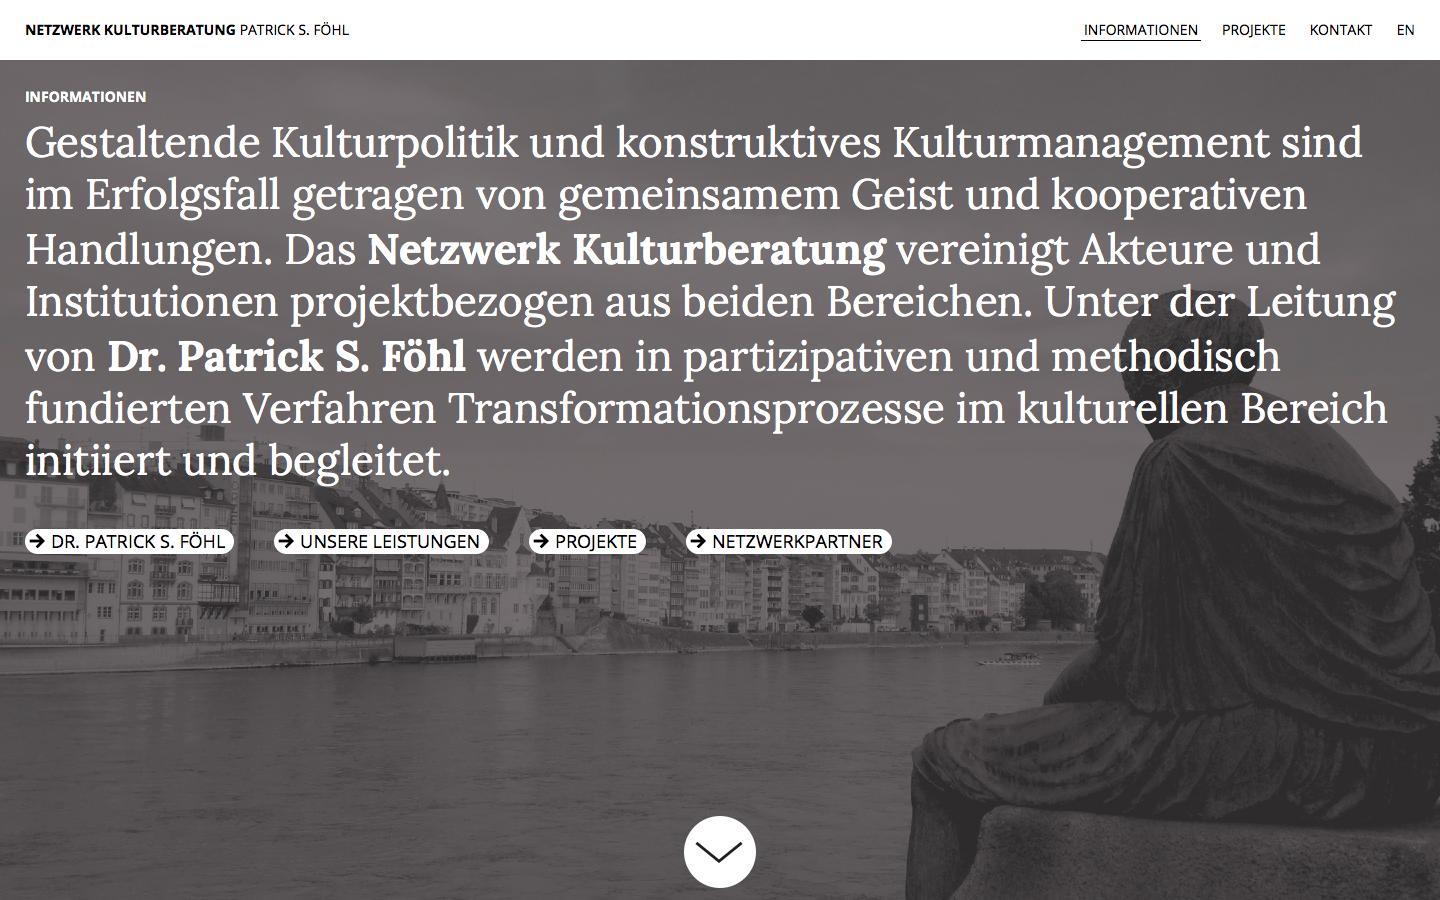 NETZWERK KULTURBERATUNG PATRICK S. FÖHL
INFORMATIONEN PROJEKTE KONTAKT EN
INFORMATIONEN
Gestaltende Kulturpolitik und konstruktives Kulturmanagement sind
im Erfolgsfall getragen von gemeinsamem Geist und kooperativen
Handlungen. Das Netzwerk Kulturberatung vereinigt Akteure und
Institutionen projektbezogen aus beiden Bereichen. Unter der Leitung
von Dr. Patrick S. Föhl werden in partizipativen und methodisch
fundierten Verfahren Transformationsprozesse im kulturellen Bereich
initiiert und begleitet.
→ DR. PATRICK S. FÖHL → UNSERE LEISTUNGEN → PROJEKTE → NETZWERKPARTNER